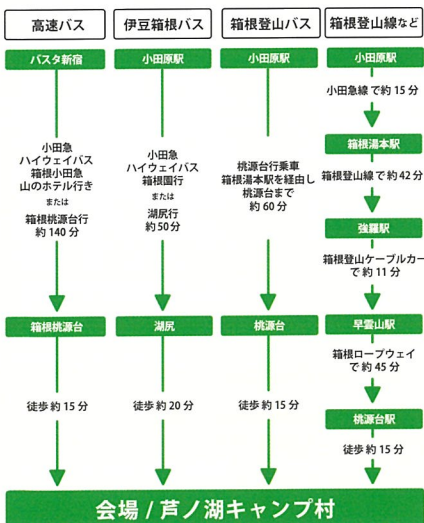 高速バス
バスタ新宿
小田急
ハイウェイバス
箱根小田急
山のホテル行き
または
箱根桃源台行
約140分
箱根桃源台
徒歩 約15分
伊豆箱根バス
小田原駅
小田急
ハイウェイバス
箱根園行
または
湖尻行
約50分
湖尻
徒歩 約20分
箱根登山バス
小田原駅
桃源台行乗車
箱根湯本駅を経由し
桃源台まで
約60分
桃源台
徒歩 約15分
箱根登山線など
小田原駅
小田急線で約15分
箱根湯本駅
箱根登山線で約42分
強羅駅
箱根登山ケーブルカー
で約11分
早雲山駅
箱根ロープウェイ
で約45分
桃源台駅
徒歩 約15分
会場 / 芦ノ湖キャンプ村